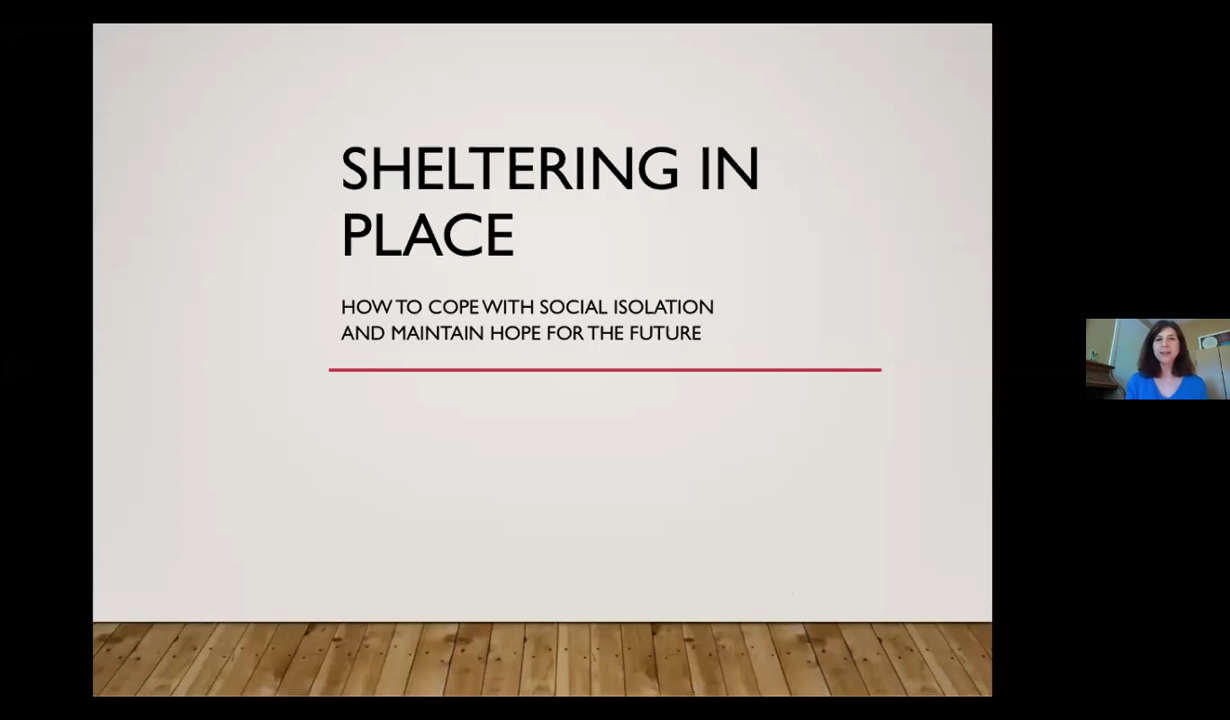 SHELTERING IN
PLACE
HOW TO COPE WITH SOCIAL ISOLATION
AND MAINTAIN HOPE FOR THE FUTURE